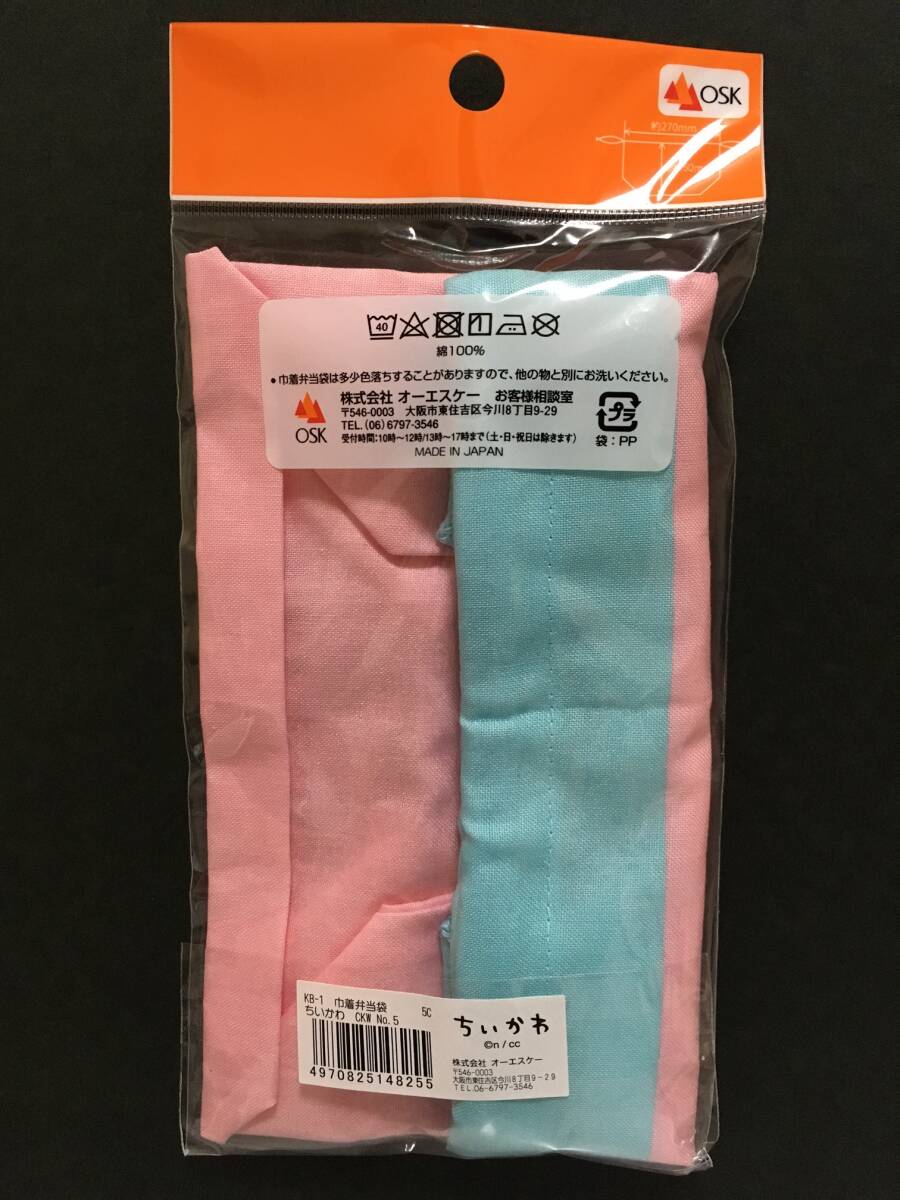 OSK
約270mm
40
綿100%
● 巾着弁当袋は多少色落ちすることがありますので、他の物と別にお洗いください。
OSK
株式会社 オーエスケー　お客様相談室
〒546-0003　大阪市東住吉区今川8丁目9-29
TEL.(06)6797-3546
受付時間：10時〜12時/13時〜17時まで(土・日・祝日は除きます)
MADE IN JAPAN
プラ
袋：PP
KB-1　巾着弁当袋　5C
ちいかわ　CKW No.5
4970825148255
ちいかわ
©n / cc
株式会社 オーエスケー
〒546-0003
大阪市東住吉区今川8丁目9-29
TEL.06-6797-3546